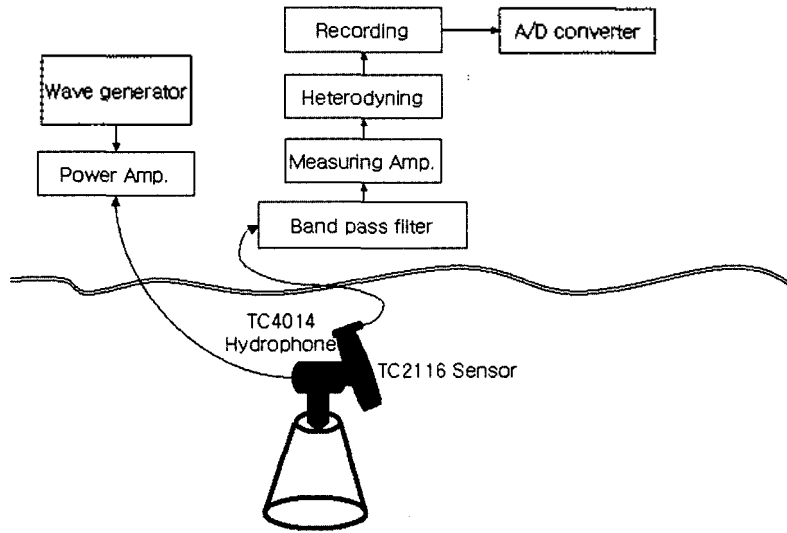 Recording
A/D converter
Wave generator
Heterodyning
Measuring Amp.
Power Amp.
Band pass filter
TC4014
Hydrophone
TC2116 Sensor